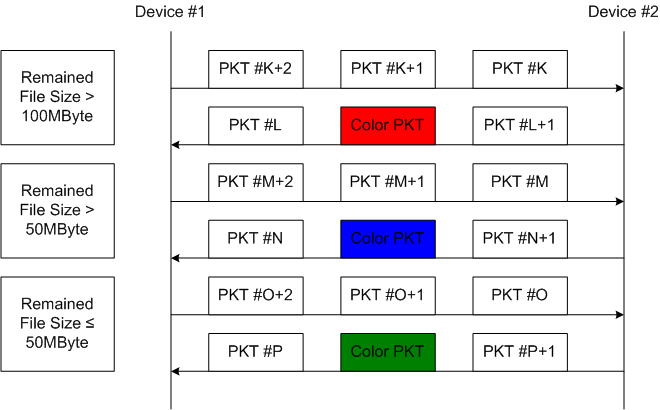 Device #1
Device #2
Remained
File Size >
100MByte
PKT #K+2
PKT #K+1
PKT #K
PKT #L
Color PKT
PKT #L+1
Remained
File Size >
50MByte
PKT #M+2
PKT #M+1
PKT #M
PKT #N
Color PKT
PKT #N+1
Remained
File Size ≤
50MByte
PKT #O+2
PKT #O+1
PKT #O
PKT #P
Color PKT
PKT #P+1